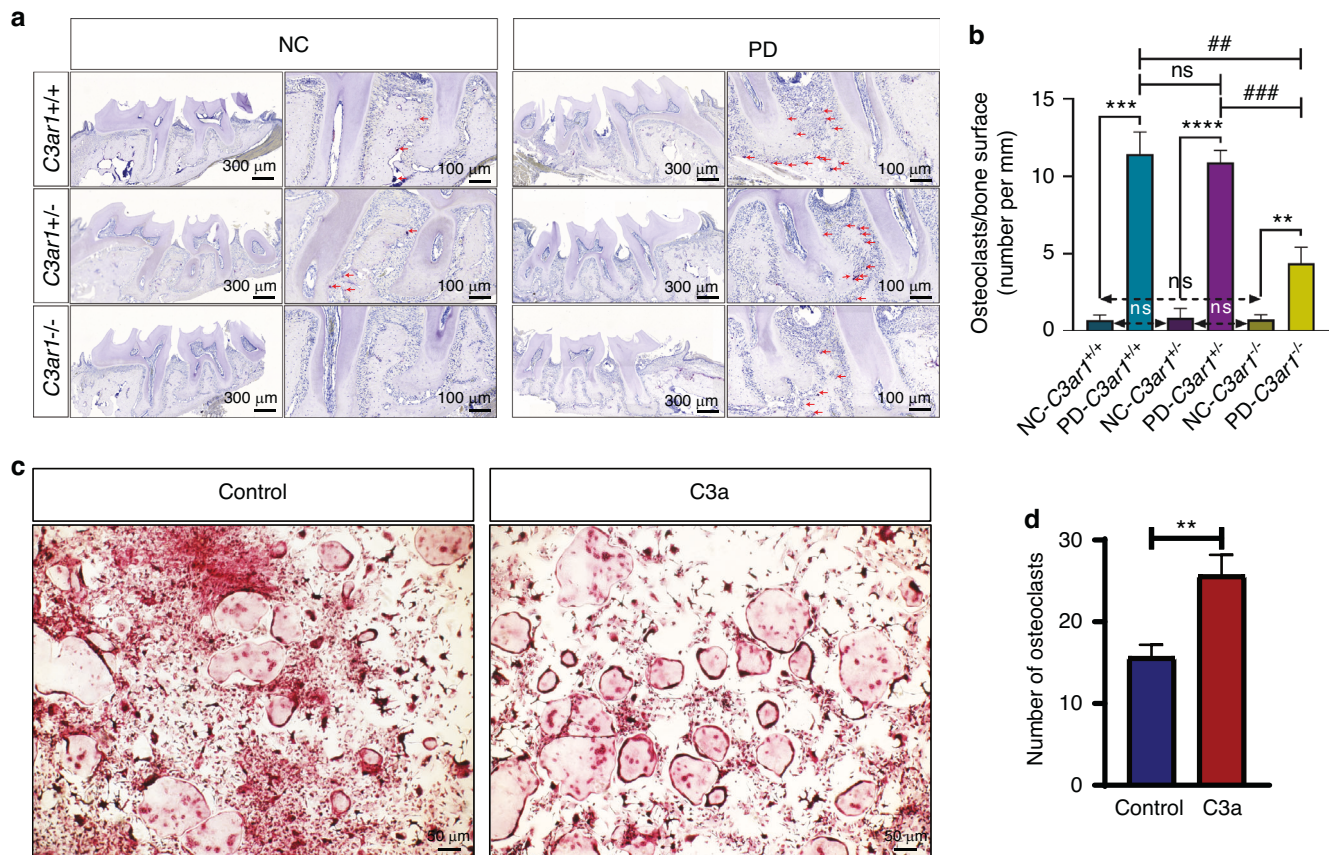 a
NC
PD
C3ar1+/+
300 μm
100 μm
300 μm
100 μm
C3ar1+/-
300 μm
100 μm
300 μm
100 μm
C3ar1-/-
300 μm
100 μm
300 μm
100 μm
b
##
ns
###
***
****
**
ns
ns
ns
Osteoclasts/bone surface
(number per mm)
15
10
5
0
NC-C3ar1+/+
PD-C3ar1+/+
NC-C3ar1+/-
PD-C3ar1+/-
NC-C3ar1-/-
PD-C3ar1-/-
c
Control
C3a
50 μm
50 μm
d
**
Number of osteoclasts
30
20
10
0
Control
C3a